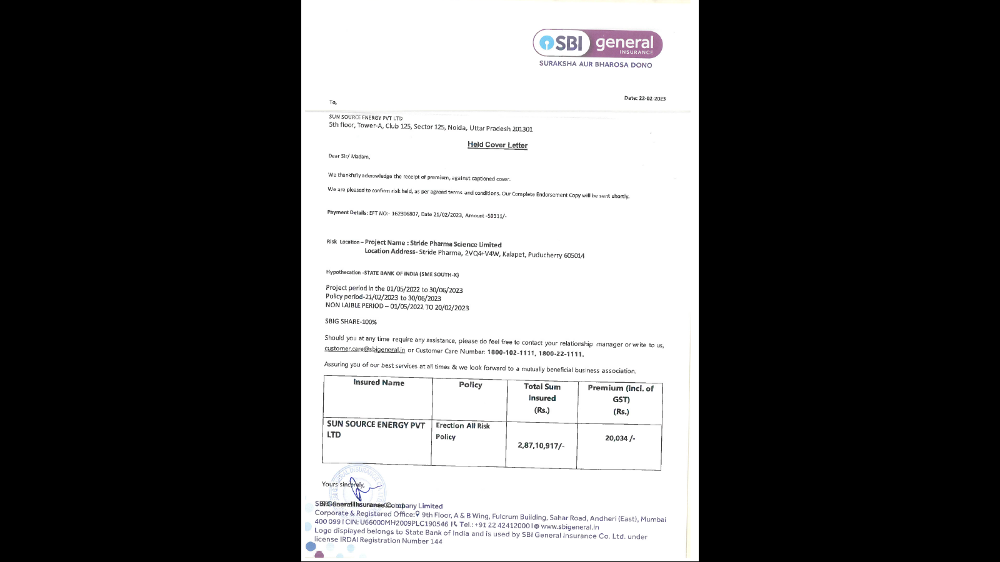 SBI general
INSURANCE
SURAKSHA AUR BHAROSA DONO
Date: 22-02-2023
To,
SUN SOURCE ENERGY PVT LTD
5th floor, Tower-A, Club 125, Sector 125, Noida, Uttar Pradesh 201301
Held Cover Letter
Dear Sir/ Madam,
We thankfully acknowledge the receipt of premium, against captioned cover.
We are pleased to confirm risk held, as per agreed terms and conditions. Our Complete Endorsement Copy will be sent shortly.
Payment Details: EFT NO:- 162306807, Date 21/02/2023, Amount -59311/-
Risk Location – Project Name : Stride Pharma Science Limited
Location Address- Stride Pharma, 2VQ4+V4W, Kalapet, Puducherry 605014
Hypothecation -STATE BANK OF INDIA (SME SOUTH-X)
Project period in the 01/05/2022 to 30/06/2023
Policy period-21/02/2023 to 30/06/2023
NON LAIBLE PERIOD – 01/05/2022 TO 20/02/2023
SBIG SHARE-100%
Should you at any time require any assistance, please do feel free to contact your relationship manager or write to us,
customer.care@sbigeneral.in or Customer Care Number: 1800-102-1111, 1800-22-1111.
Assuring you of our best services at all times & we look forward to a mutually beneficial business association.
Insured Name Policy Total Sum Insured (Rs.) Premium (Incl. of GST) (Rs.)
SUN SOURCE ENERGY PVT LTD Erection All Risk Policy 2,87,10,917/- 20,034 /-
Yours sincerely,
SBI General Insurance Company Limited
Corporate & Registered Office: 9th Floor, A & B Wing, Fulcrum Building, Sahar Road, Andheri (East), Mumbai
400 099 | CIN: U66000MH2009PLC190546 | Tel.: +91 22 42412000 | www.sbigeneral.in
Logo displayed belongs to State Bank of India and is used by SBI General Insurance Co. Ltd. under
license IRDAI Registration Number 144